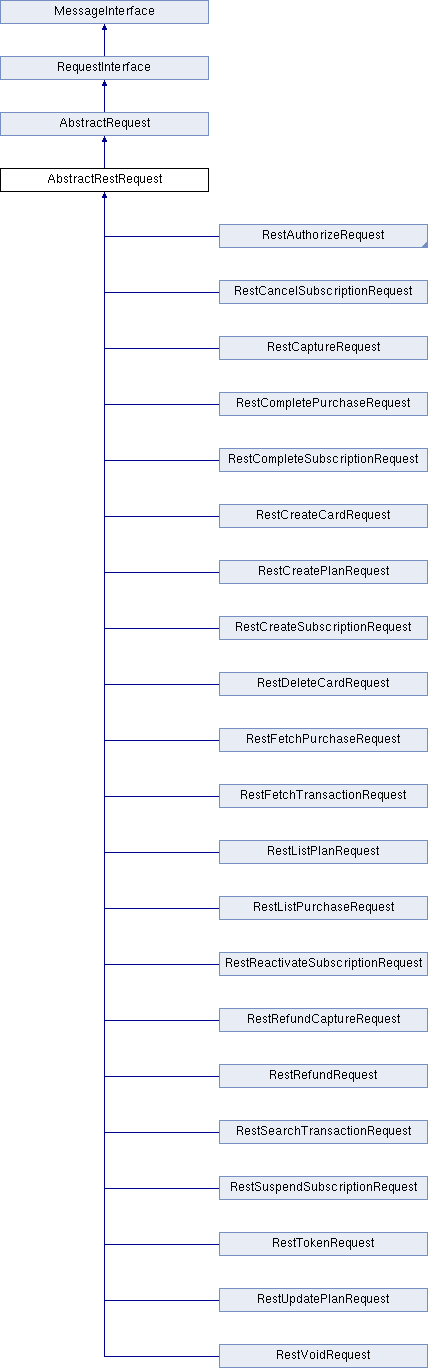 MessageInterface
RequestInterface
AbstractRequest
AbstractRestRequest
RestAuthorizeRequest
RestCancelSubscriptionRequest
RestCaptureRequest
RestCompletePurchaseRequest
RestCompleteSubscriptionRequest
RestCreateCardRequest
RestCreatePlanRequest
RestCreateSubscriptionRequest
RestDeleteCardRequest
RestFetchPurchaseRequest
RestFetchTransactionRequest
RestListPlanRequest
RestListPurchaseRequest
RestReactivateSubscriptionRequest
RestRefundCaptureRequest
RestRefundRequest
RestSearchTransactionRequest
RestSuspendSubscriptionRequest
RestTokenRequest
RestUpdatePlanRequest
RestVoidRequest